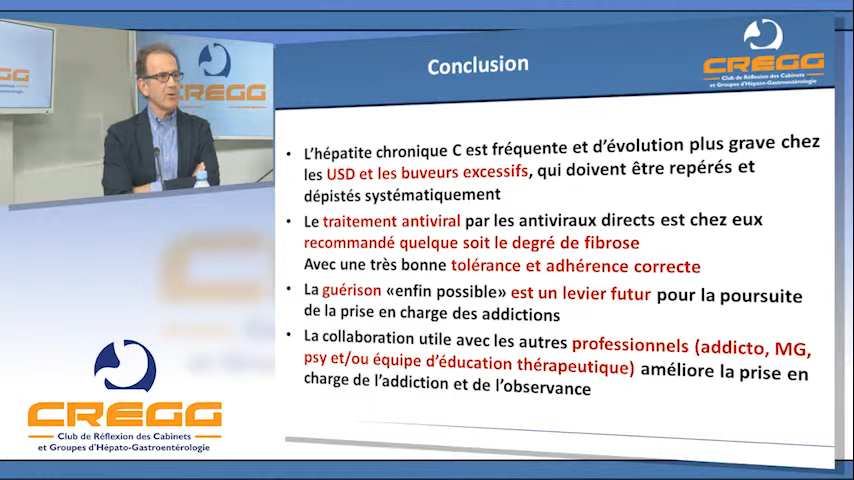 CREGG
Conclusion
CREGG
Club de Réflexion des Cabinets
et Groupes d'Hépato-Gastroentérologie
• L'hépatite chronique C est fréquente et d'évolution plus grave chez
les USD et les buveurs excessifs, qui doivent être repérés et
dépistés systématiquement
• Le traitement antiviral par les antiviraux directs est chez eux
recommandé quelque soit le degré de fibrose
Avec une très bonne tolérance et adhérence correcte
• La guérison «enfin possible» est un levier futur pour la poursuite
de la prise en charge des addictions
• La collaboration utile avec les autres professionnels (addicto, MG,
psy et/ou équipe d'éducation thérapeutique) améliore la prise en
charge de l'addiction et de l'observance
CREGG
Club de Réflexion des Cabinets
et Groupes d'Hépato-Gastroentérologie